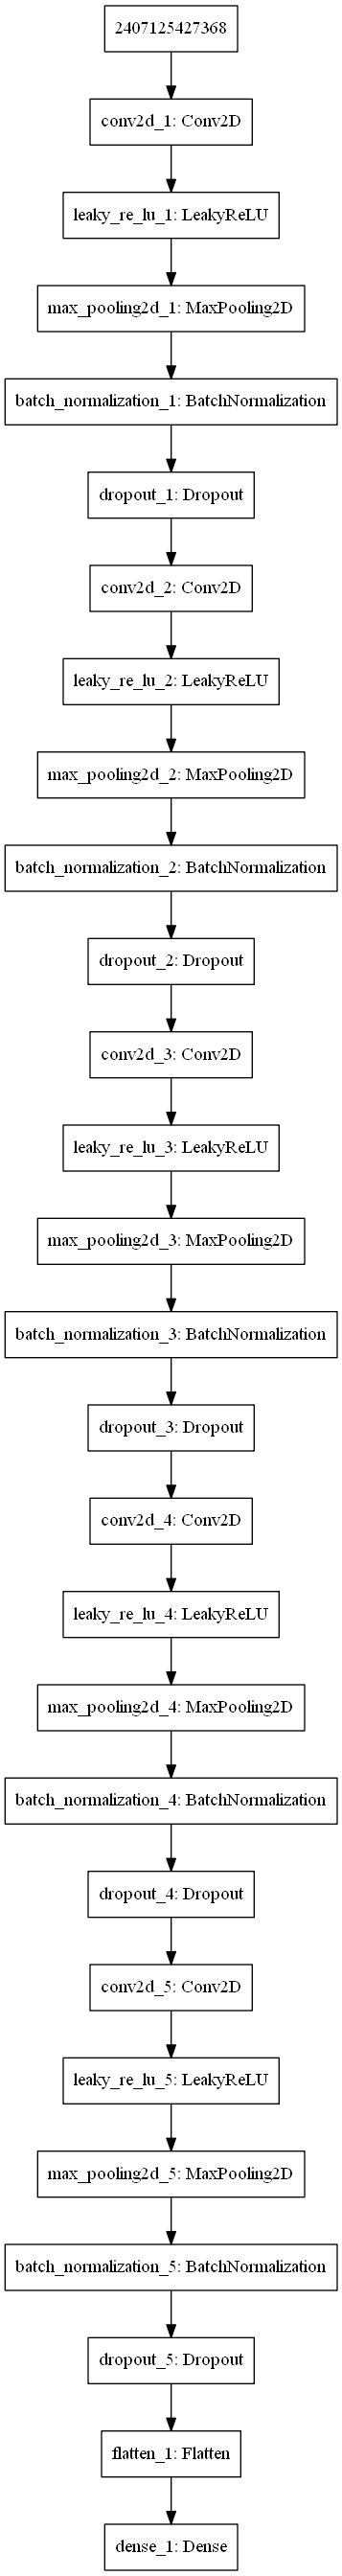 2407125427368
conv2d_1: Conv2D
leaky_re_lu_1: LeakyReLU
max_pooling2d_1: MaxPooling2D
batch_normalization_1: BatchNormalization
dropout_1: Dropout
conv2d_2: Conv2D
leaky_re_lu_2: LeakyReLU
max_pooling2d_2: MaxPooling2D
batch_normalization_2: BatchNormalization
dropout_2: Dropout
conv2d_3: Conv2D
leaky_re_lu_3: LeakyReLU
max_pooling2d_3: MaxPooling2D
batch_normalization_3: BatchNormalization
dropout_3: Dropout
conv2d_4: Conv2D
leaky_re_lu_4: LeakyReLU
max_pooling2d_4: MaxPooling2D
batch_normalization_4: BatchNormalization
dropout_4: Dropout
conv2d_5: Conv2D
leaky_re_lu_5: LeakyReLU
max_pooling2d_5: MaxPooling2D
batch_normalization_5: BatchNormalization
dropout_5: Dropout
flatten_1: Flatten
dense_1: Dense